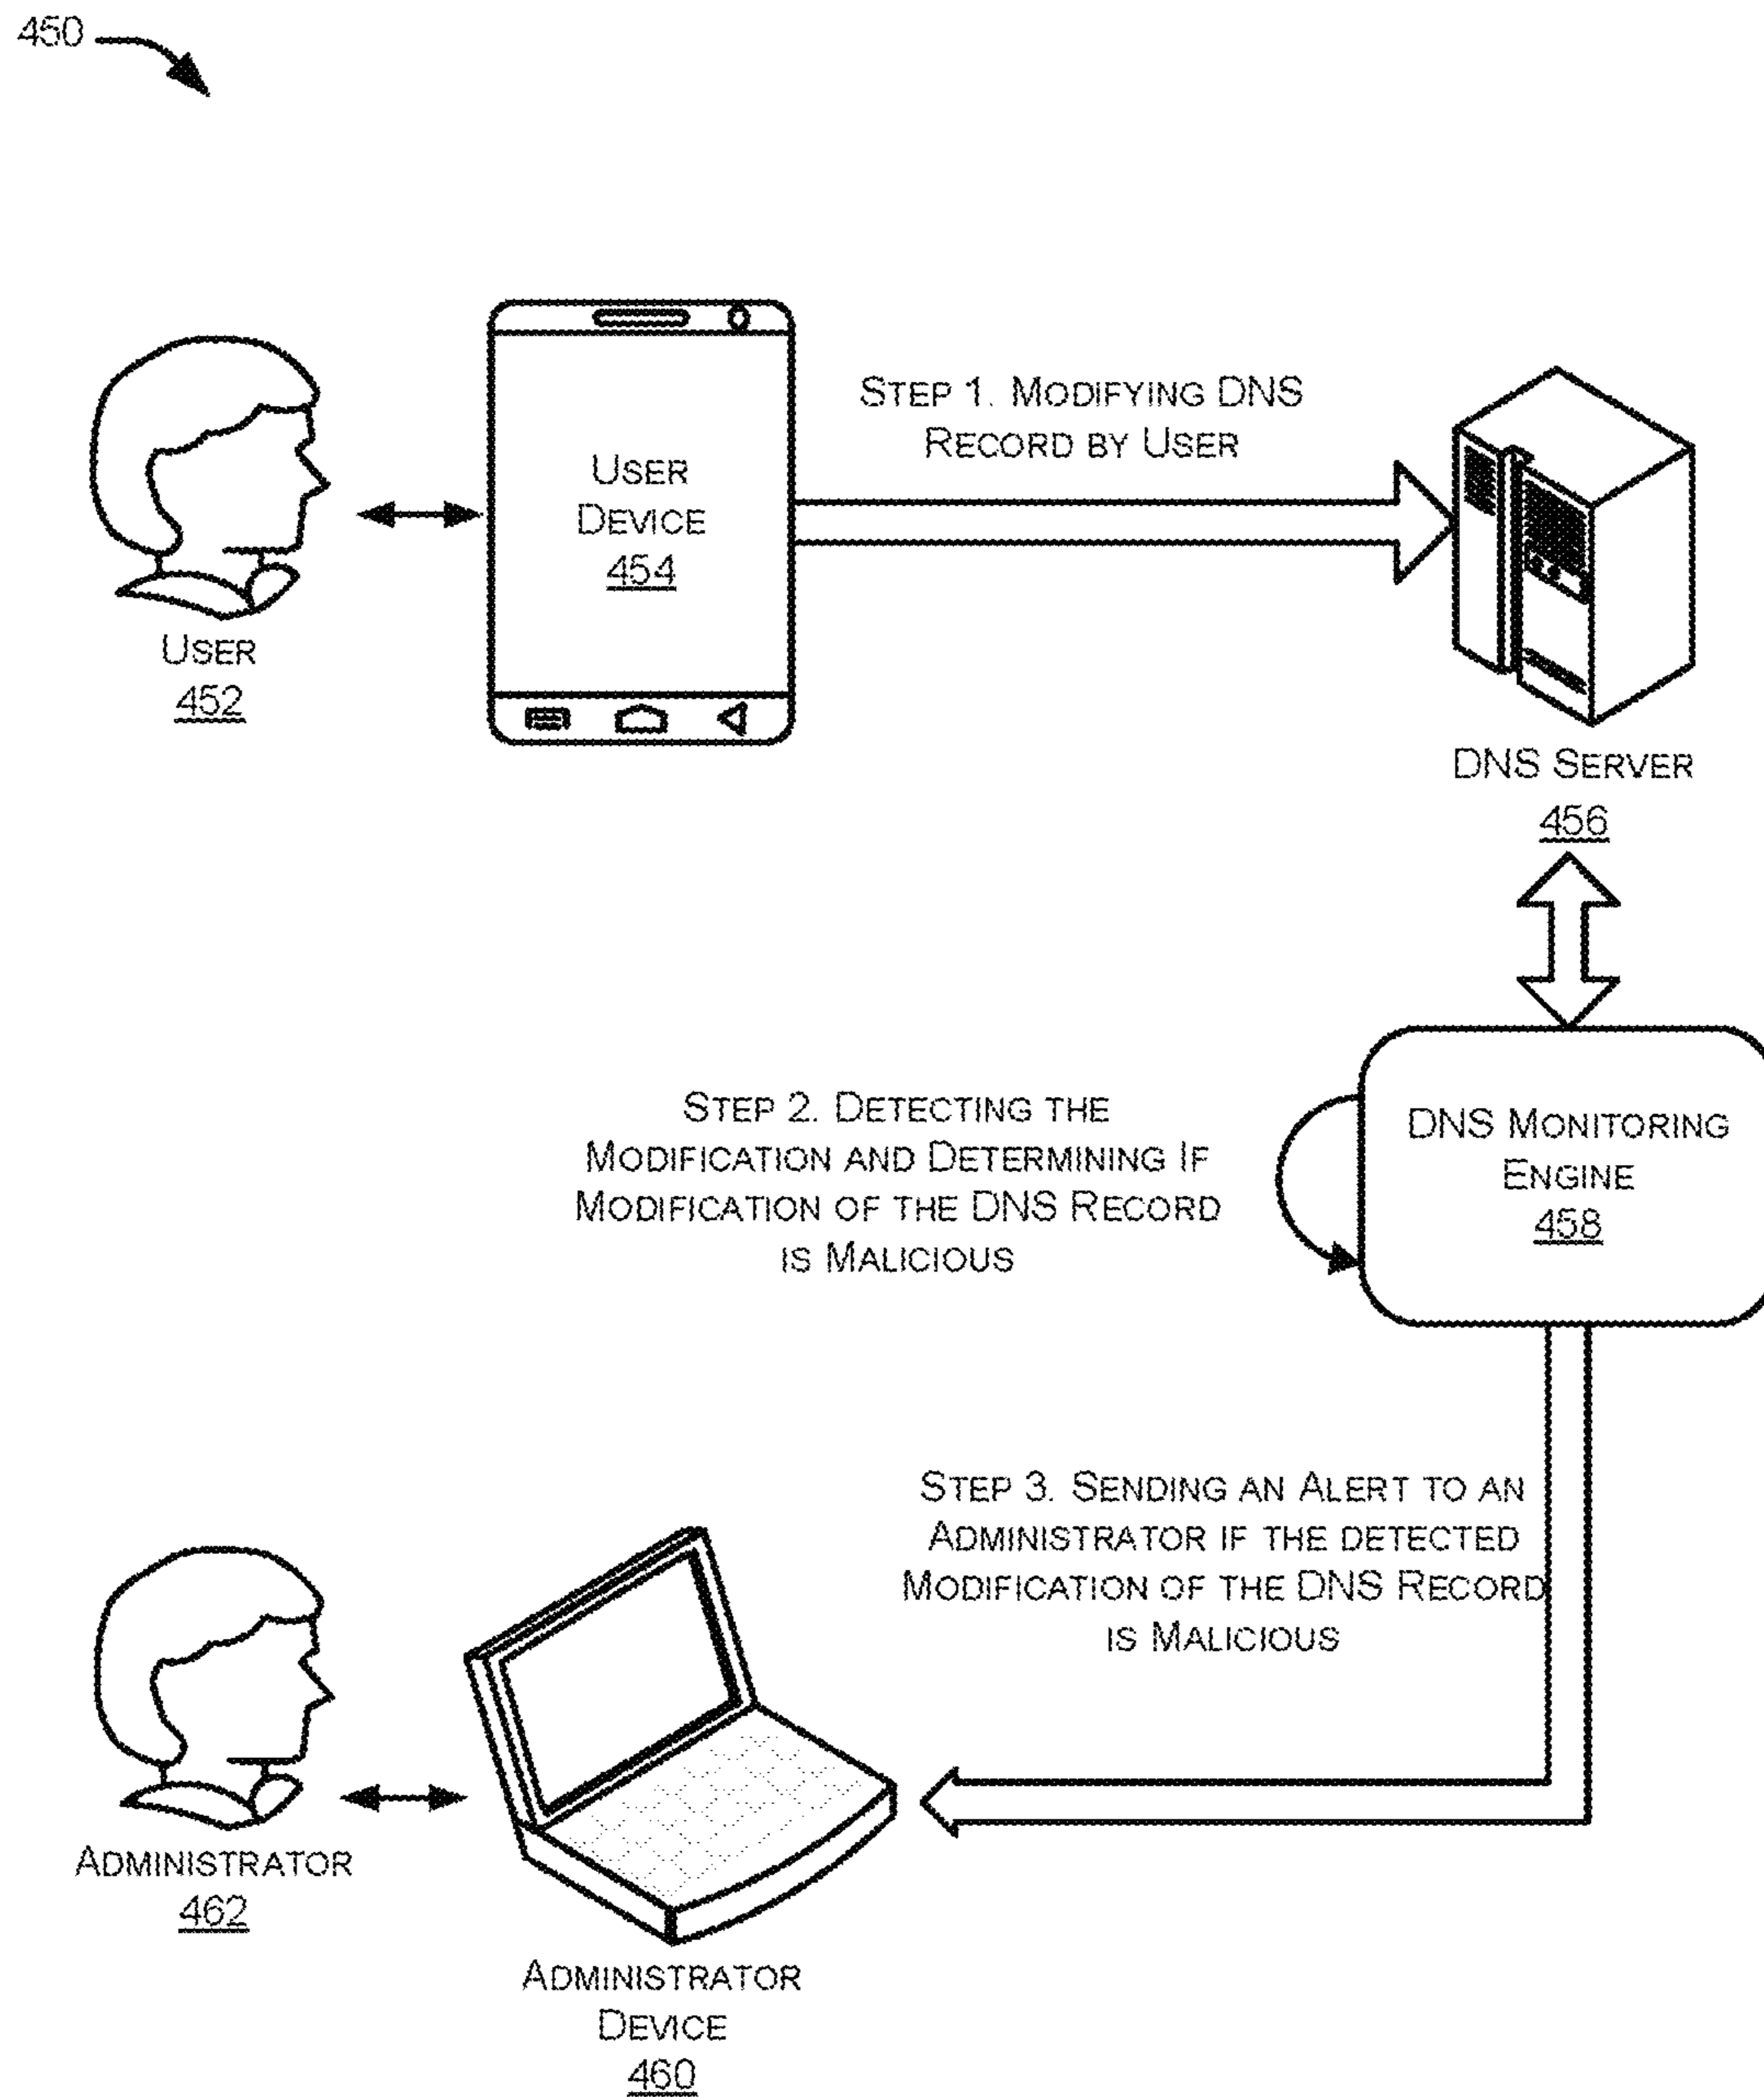 450
STEP 1. MODIFYING DNS
RECORD BY USER
USER
DEVICE
454
USER
452
DNS SERVER
456
STEP 2. DETECTING THE
MODIFICATION AND DETERMINING IF
MODIFICATION OF THE DNS RECORD
IS MALICIOUS
DNS MONITORING
ENGINE
458
STEP 3. SENDING AN ALERT TO AN
ADMINISTRATOR IF THE DETECTED
MODIFICATION OF THE DNS RECORD
IS MALICIOUS
ADMINISTRATOR
462
ADMINISTRATOR
DEVICE
460